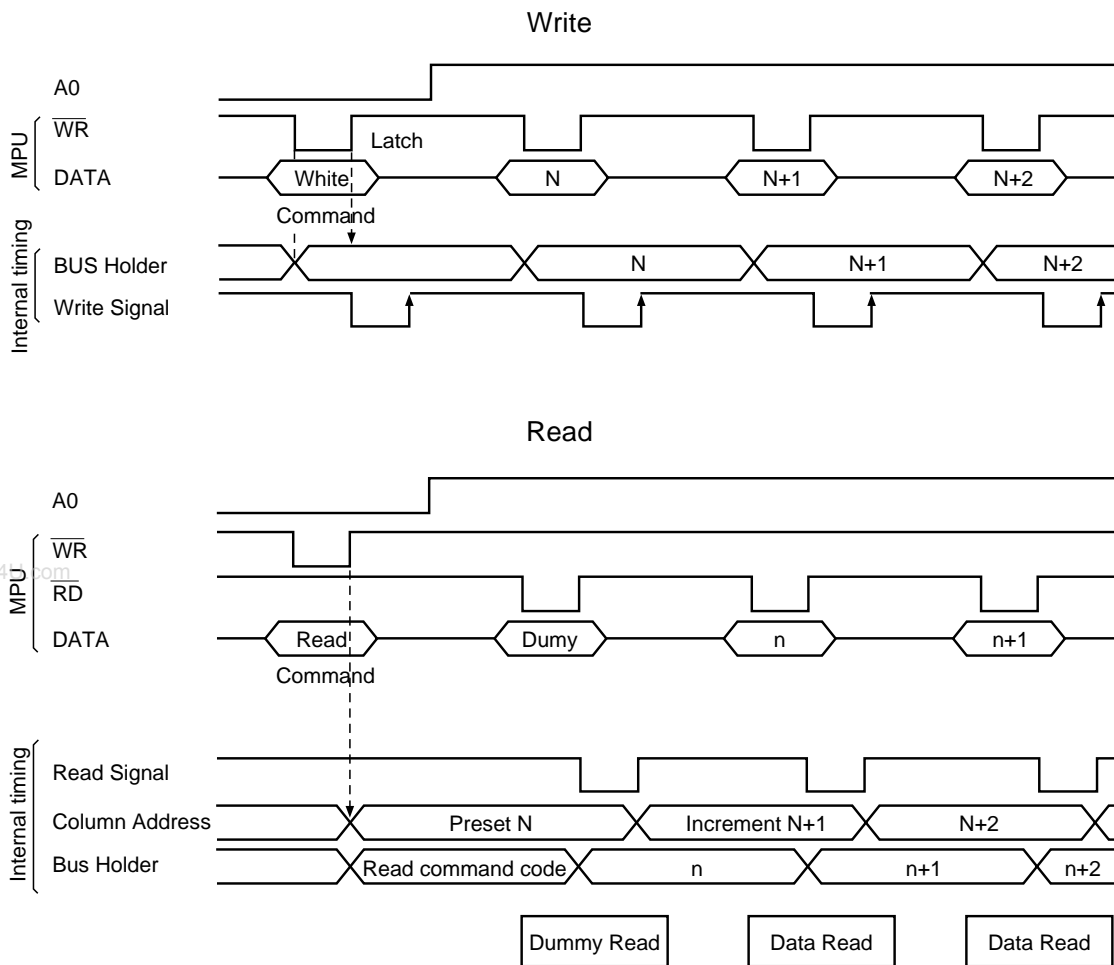 Write
A0
MPU
WR
Latch
DATA
White
N
N+1
N+2
Command
Internal timing
BUS Holder
N
N+1
N+2
Write Signal
Read
A0
MPU
WR
4U.com
RD
DATA
Read
Dumy
n
n+1
Command
Internal timing
Read Signal
Column Address
Preset N
Increment N+1
N+2
Bus Holder
Read command code
n
n+1
n+2
Dummy Read
Data Read
Data Read